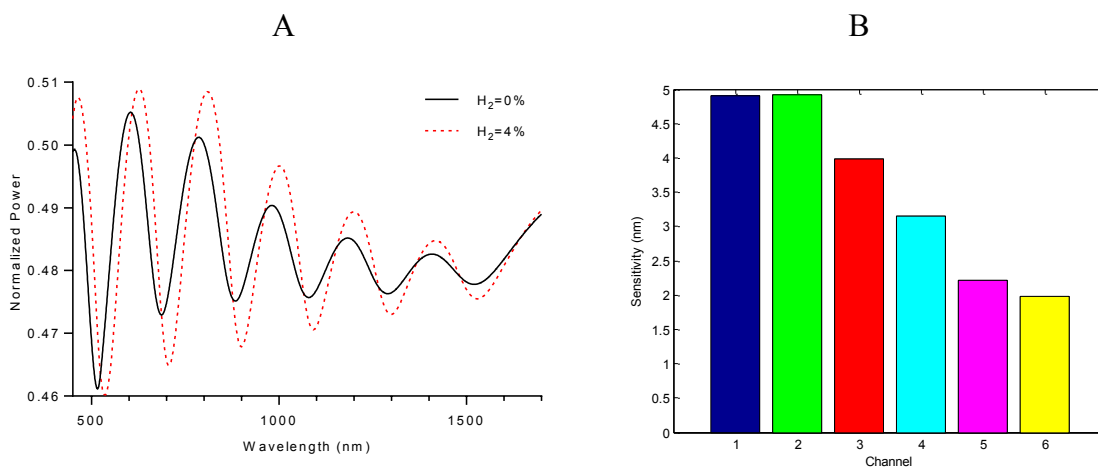 A
B
0.51
0.50
0.49
0.48
0.47
0.46
Normalized Power
500
1000
1500
Wavelength (nm)
H2=0%
H2=4%
5
4.5
4
3.5
3
2.5
2
1.5
1
0.5
0
Sensitivity (nm)
1 2 3 4 5 6
Channel